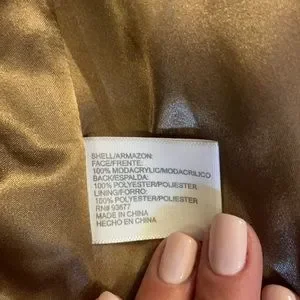 SHELL/ARMAZON:
FACE/FRENTE:
100% MODACRYLIC/MODACRILICO
BACK/ESPALDA:
100% POLYESTER/POLIESTER
LINING/FORRO:
100% POLYESTER/POLIESTER
RN# 93677
MADE IN CHINA
HECHO EN CHINA